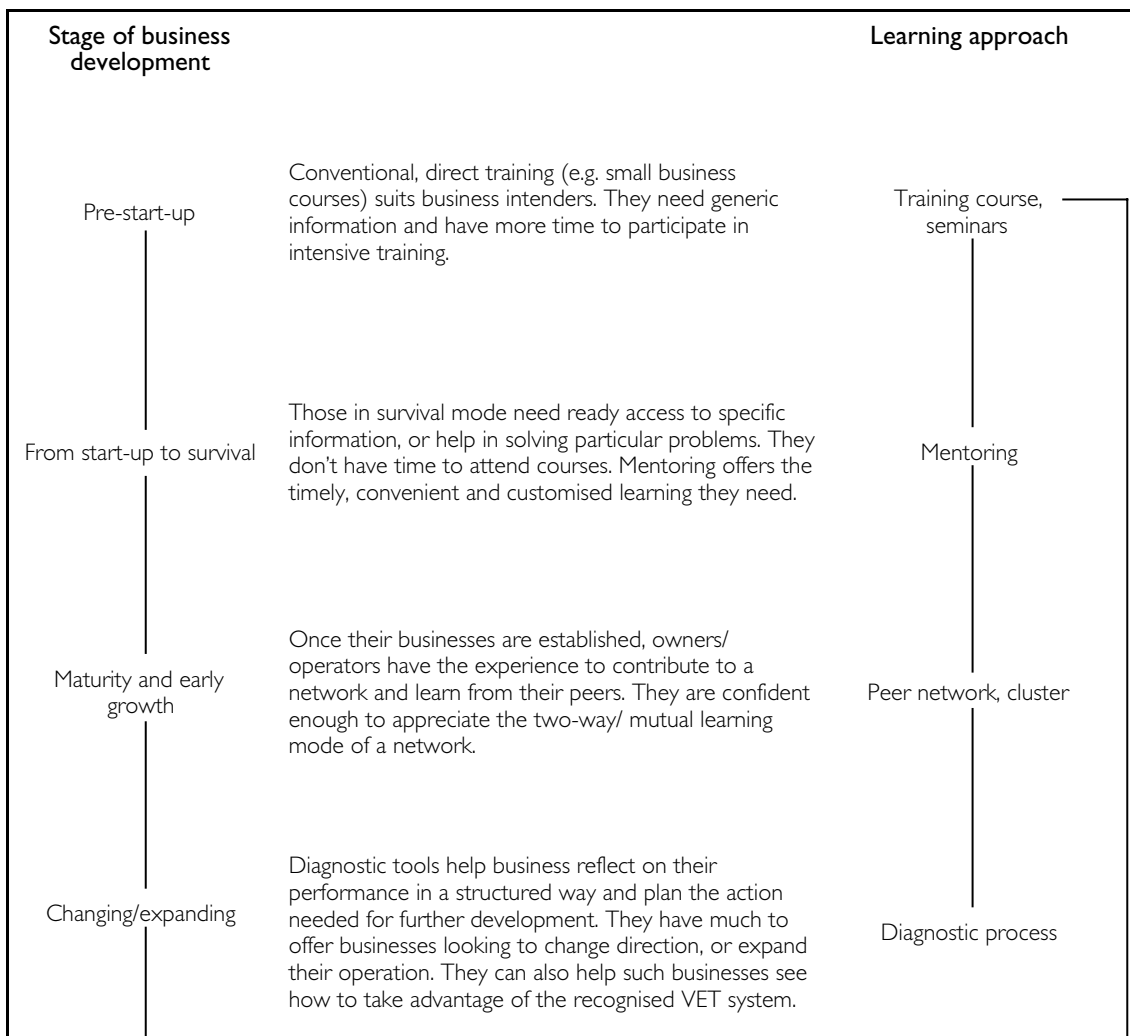 Stage of business
development
Learning approach
Pre-start-up
Conventional, direct training (e.g. small business
courses) suits business intenders. They need generic
information and have more time to participate in
intensive training.
Training course,
seminars
From start-up to survival
Those in survival mode need ready access to specific
information, or help in solving particular problems. They
don't have time to attend courses. Mentoring offers the
timely, convenient and customised learning they need.
Mentoring
Maturity and early
growth
Once their businesses are established, owners/
operators have the experience to contribute to a
network and learn from their peers. They are confident
enough to appreciate the two-way/ mutual learning
mode of a network.
Peer network, cluster
Changing/expanding
Diagnostic tools help business reflect on their
performance in a structured way and plan the action
needed for further development. They have much to
offer businesses looking to change direction, or expand
their operation. They can also help such businesses see
how to take advantage of the recognised VET system.
Diagnostic process